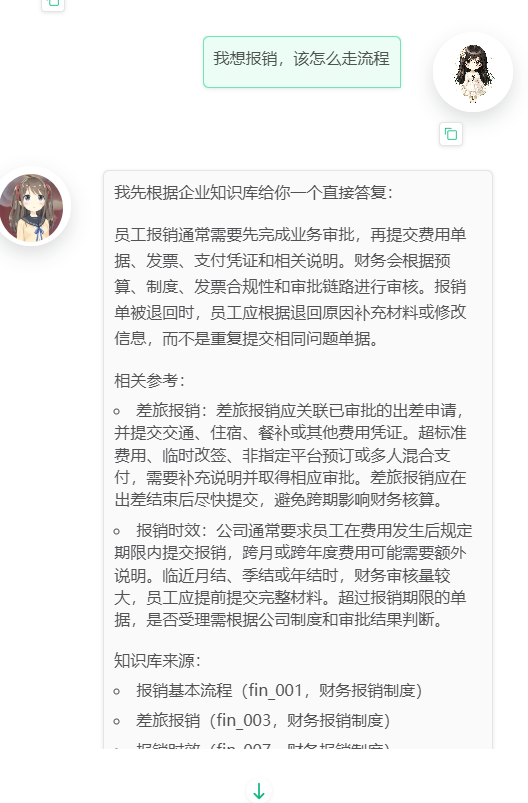 我想报销，该怎么走流程
我先根据企业知识库给你一个直接答复：
员工报销通常需要先完成业务审批，再提交费用单
据、发票、支付凭证和相关说明。财务会根据预
算、制度、发票合规性和审批链路进行审核。报销
单被退回时，员工应根据退回原因补充材料或修改
信息，而不是重复提交相同问题单据。
相关参考：
差旅报销：差旅报销应关联已审批的出差申请，
并提交交通、住宿、餐补或其他费用凭证。超标准
费用、临时改签、非指定平台预订或多人混合支
付，需要补充说明并取得相应审批。差旅报销应在
出差结束后尽快提交，避免跨期影响财务核算。
报销时效：公司通常要求员工在费用发生后规定
期限内提交报销，跨月或跨年度费用可能需要额外
说明。临近月结、季结或年结时，财务审核量较
大，员工应提前提交完整材料。超过报销期限的单
据，是否受理需根据公司制度和审批结果判断。
知识库来源：
报销基本流程（fin_001，财务报销制度）
差旅报销（fin_003，财务报销制度）
报销时效（fin_007，财务报销制度）